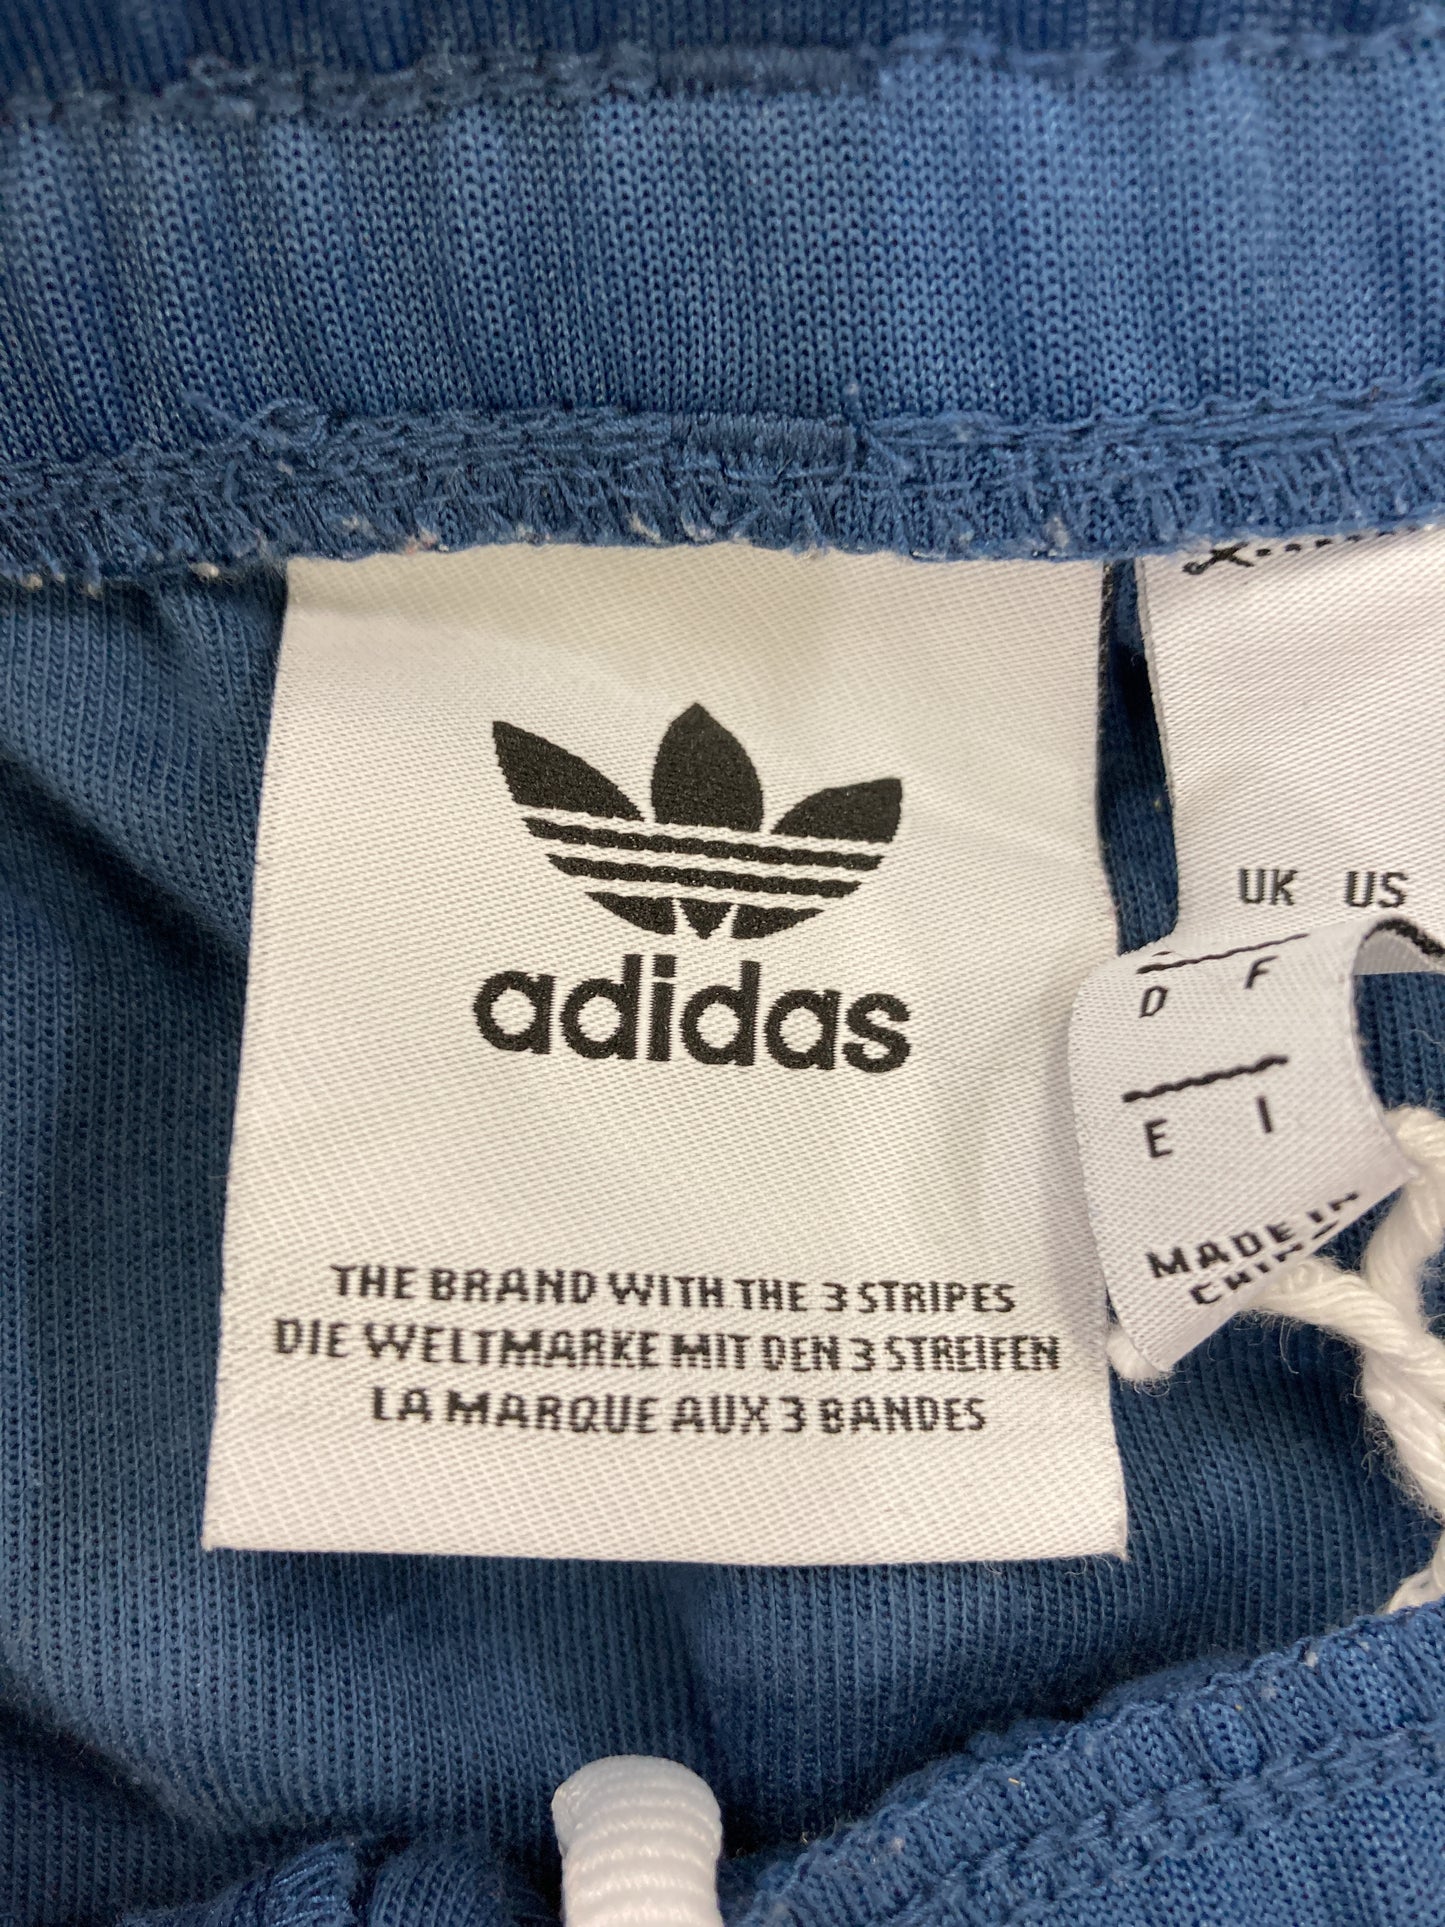 adidas
THE BRAND WITH THE 3 STRIPES
DIE WELTMARKE MIT DEN 3 STREIFEN
LA MARQUE AUX 3 BANDES
UK US
D F
E I
MADE IN